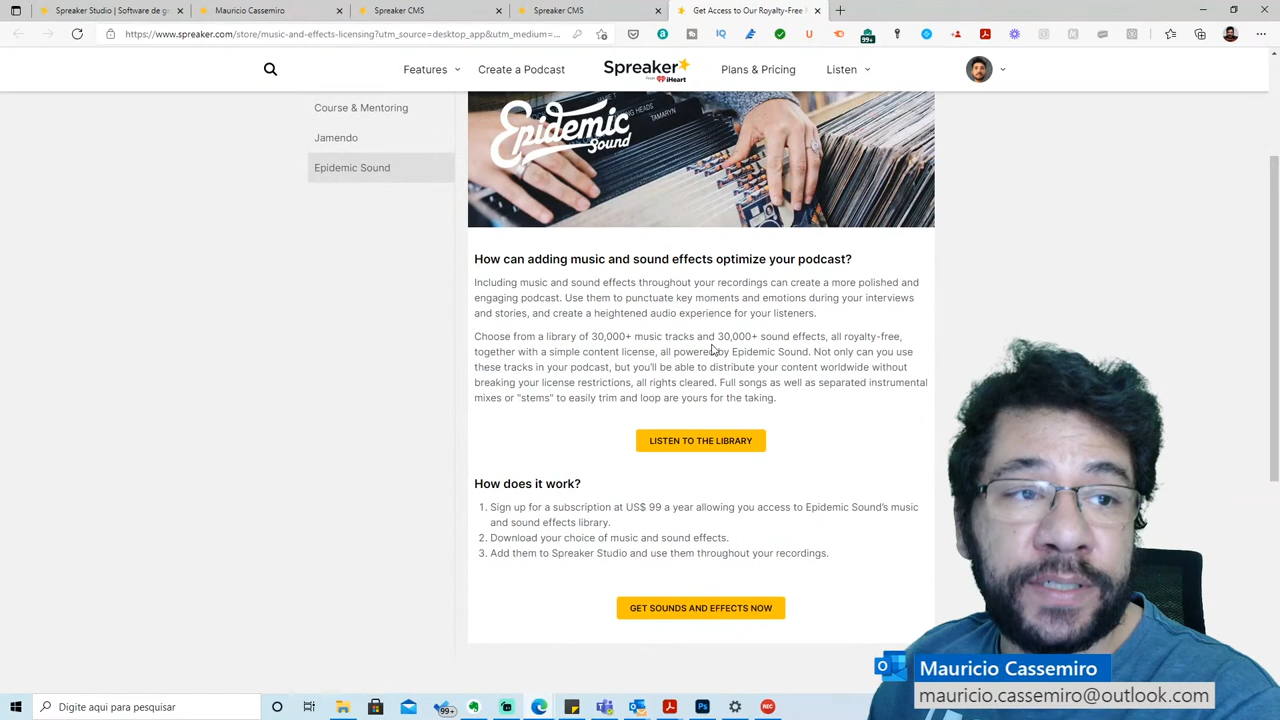 Spreaker Studio | Software de g
Mauricio Cassemiro
Spreaker CMS
Spreaker CMS
Get Access to Our Royalty-Free M
https://www.spreaker.com/store/music-and-effects-licensing?utm_source=desktop_app&utm_medium=...
Features
Create a Podcast
Spreaker
iHeart
Plans & Pricing
Listen
Course & Mentoring
Jamendo
Epidemic Sound
Epidemic
Sound
TAMARYN
How can adding music and sound effects optimize your podcast?
Including music and sound effects throughout your recordings can create a more polished and
engaging podcast. Use them to punctuate key moments and emotions during your interviews
and stories, and create a heightened audio experience for your listeners.
Choose from a library of 30,000+ music tracks and 30,000+ sound effects, all royalty-free,
together with a simple content license, all powered by Epidemic Sound. Not only can you use
these tracks in your podcast, but you'll be able to distribute your content worldwide without
breaking your license restrictions, all rights cleared. Full songs as well as separated instrumental
mixes or "stems" to easily trim and loop are yours for the taking.
LISTEN TO THE LIBRARY
How does it work?
1. Sign up for a subscription at US$ 99 a year allowing you access to Epidemic Sound's music
and sound effects library.
2. Download your choice of music and sound effects.
3. Add them to Spreaker Studio and use them throughout your recordings.
GET SOUNDS AND EFFECTS NOW
Mauricio Cassemiro
mauricio.cassemiro@outlook.com
Digite aqui para pesquisar
99+
REC